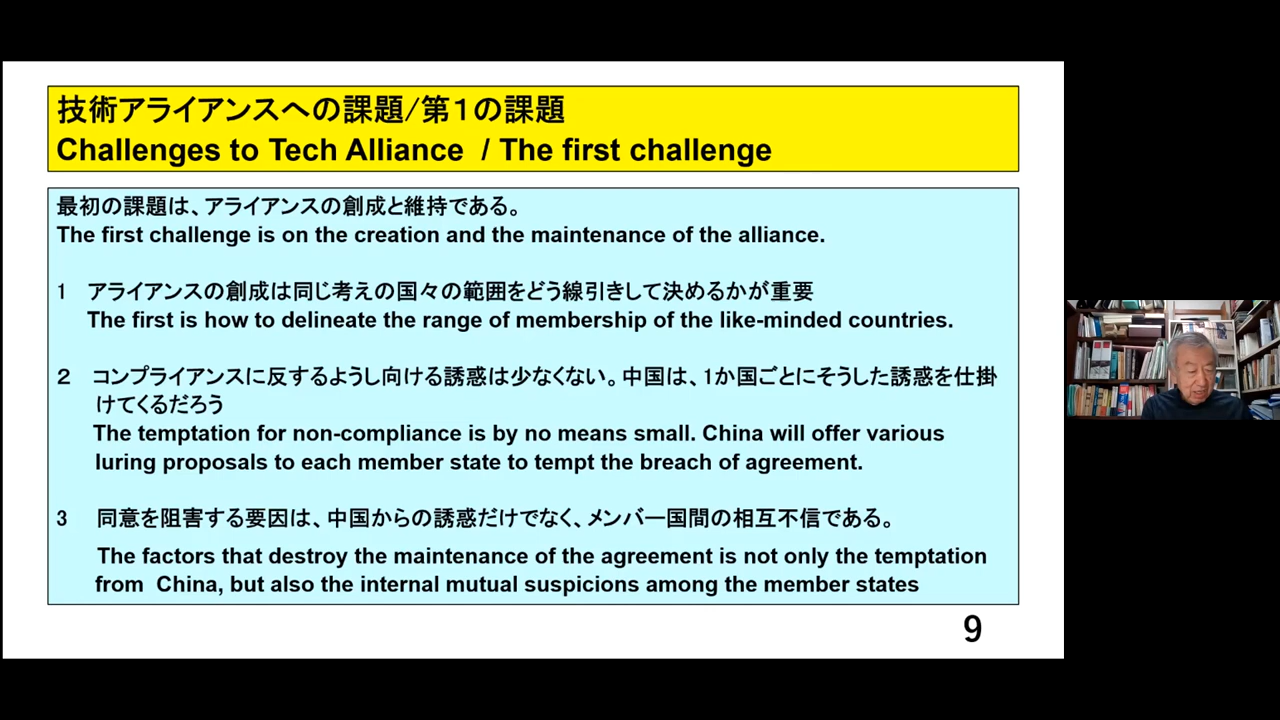 技術アライアンスへの課題/第１の課題
Challenges to Tech Alliance / The first challenge
最初の課題は、アライアンスの創成と維持である。
The first challenge is on the creation and the maintenance of the alliance.
1 アライアンスの創成は同じ考えの国々の範囲をどう線引きして決めるかが重要
The first is how to delineate the range of membership of the like-minded countries.
２ コンプライアンスに反するようし向ける誘惑は少なくない。中国は、1か国ごとにそうした誘惑を仕掛
けてくるだろう
The temptation for non-compliance is by no means small. China will offer various
luring proposals to each member state to tempt the breach of agreement.
3 同意を阻害する要因は、中国からの誘惑だけでなく、メンバー国間の相互不信である。
The factors that destroy the maintenance of the agreement is not only the temptation
from China, but also the internal mutual suspicions among the member states
9